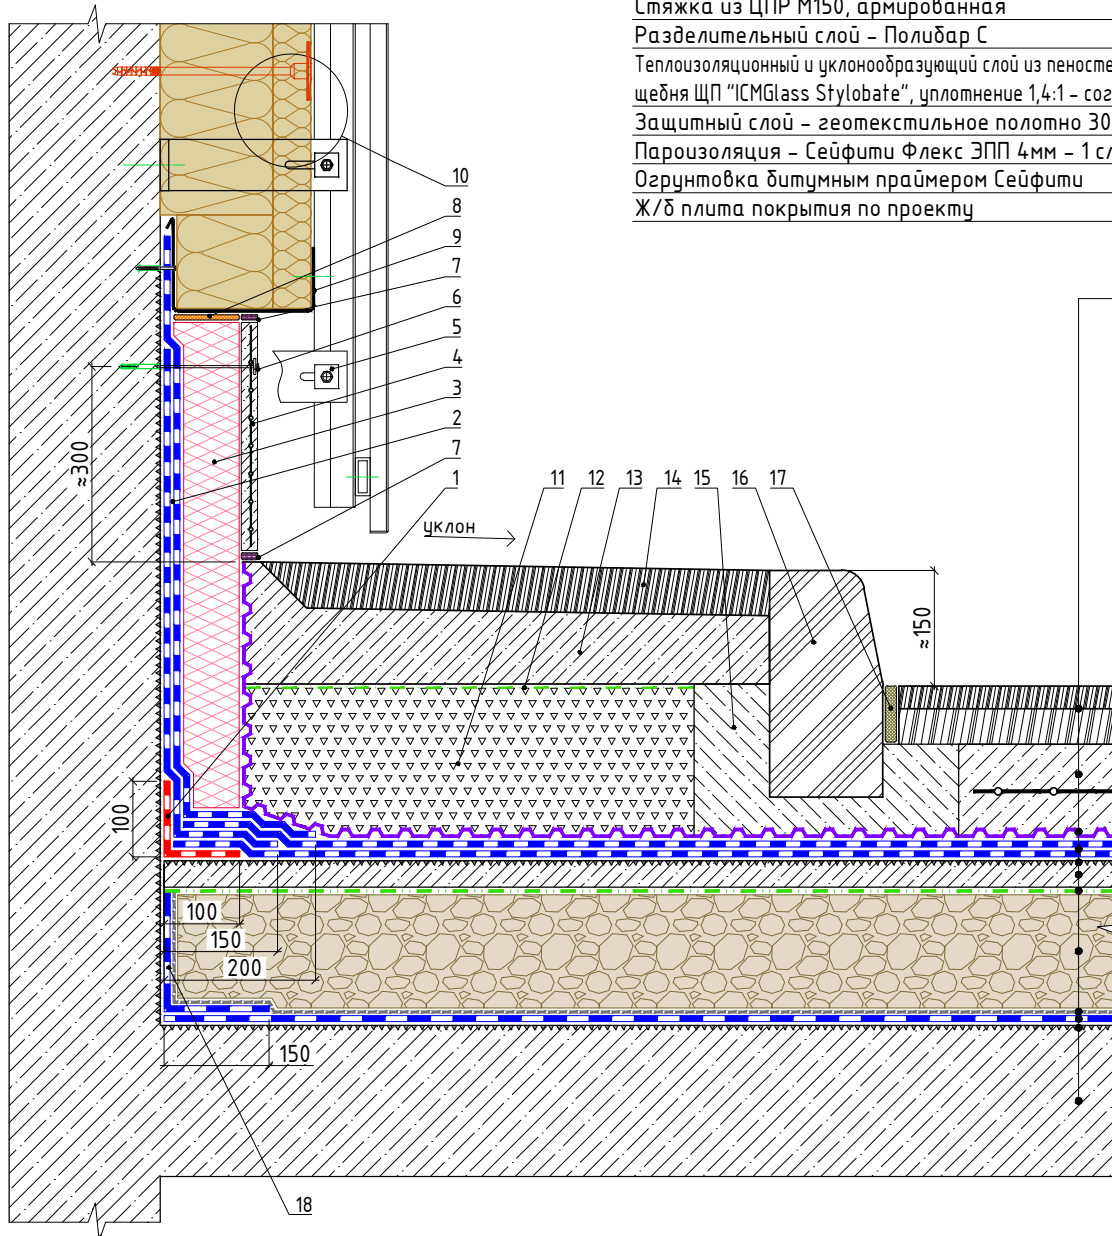 Стяжка из ЦПР М150, армированная
Разделительный слой - Полибар С
Теплоизоляционный и уклонообразующий слой из
щебня ЩП "ICMGlass Stylobate", уплотнение 1,4:1 -
Защитный слой - геотекстильное полотно 30
Пароизоляция - Сейфити Флекс ЭПП 4мм - 1
Огрунтовка битумным праймером Сейфити
Ж/б плита покрытия по проекту
10
8
9
7
6
5
4
3
2
7
1
11 12 13 14 15 16 17
уклон
≈300
≈150
100
100
150
200
150
18